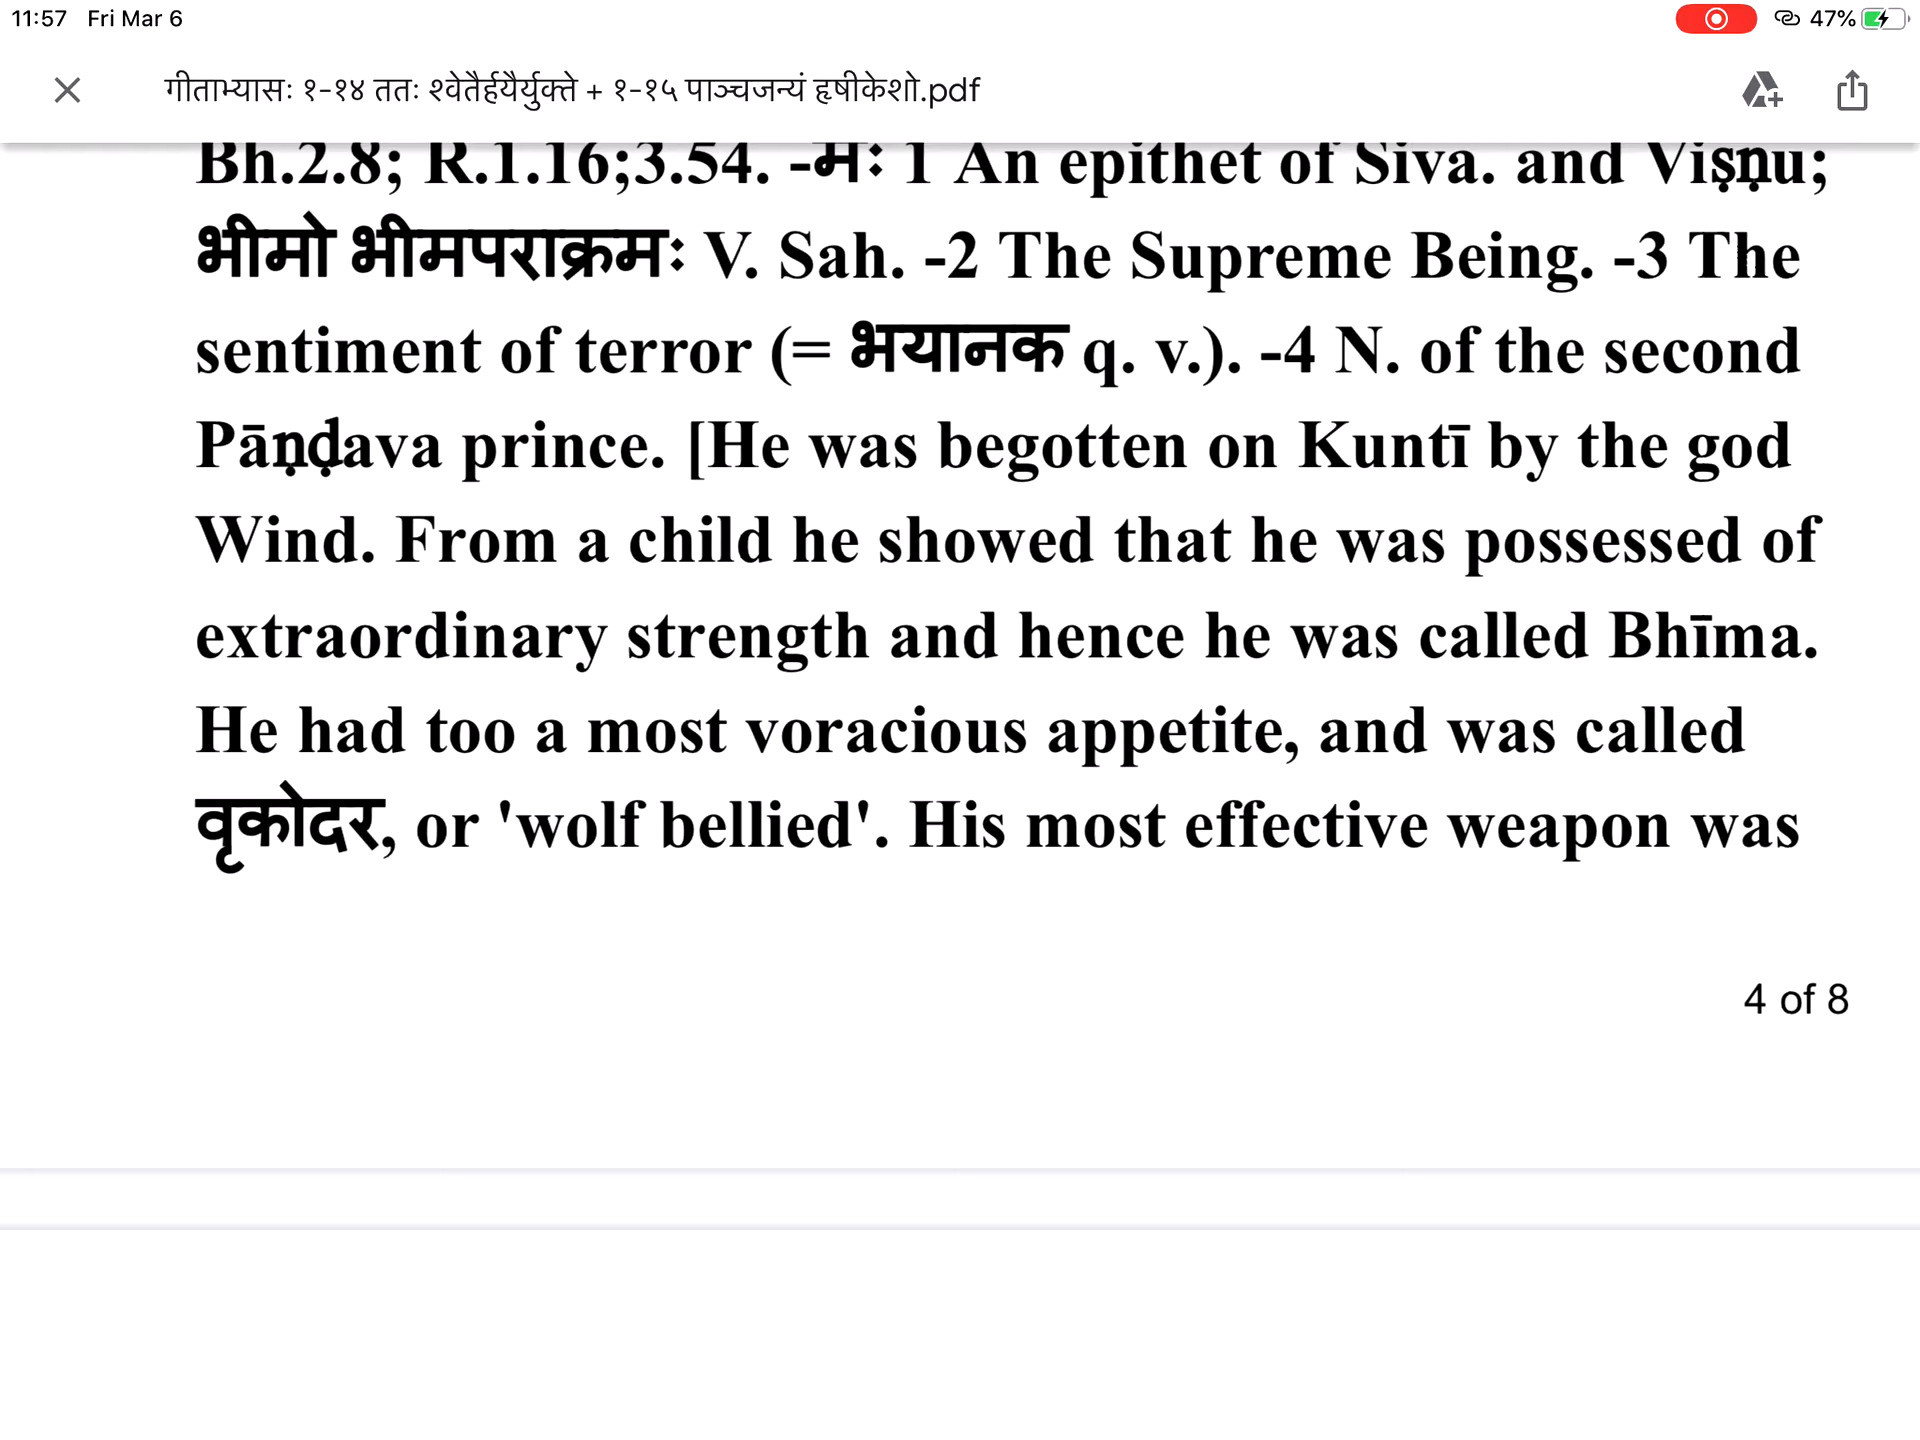 11:57 Fri Mar 6 47%
गीताभ्यासः १-१४ ततः श्वेतैर्हयैर्युक्ते + १-१५ पाञ्चजन्यं हृषीकेशो.pdf
Bh.2.8; R.1.16;3.54. -मः 1 An epithet of Siva. and Viṣṇu;
भीमो भीमपराक्रमः V. Sah. -2 The Supreme Being. -3 The
sentiment of terror (= भयानक q. v.). -4 N. of the second
Pāṇḍava prince. [He was begotten on Kuntī by the god
Wind. From a child he showed that he was possessed of
extraordinary strength and hence he was called Bhīma.
He had too a most voracious appetite, and was called
वृकोदर, or 'wolf bellied'. His most effective weapon was
4 of 8